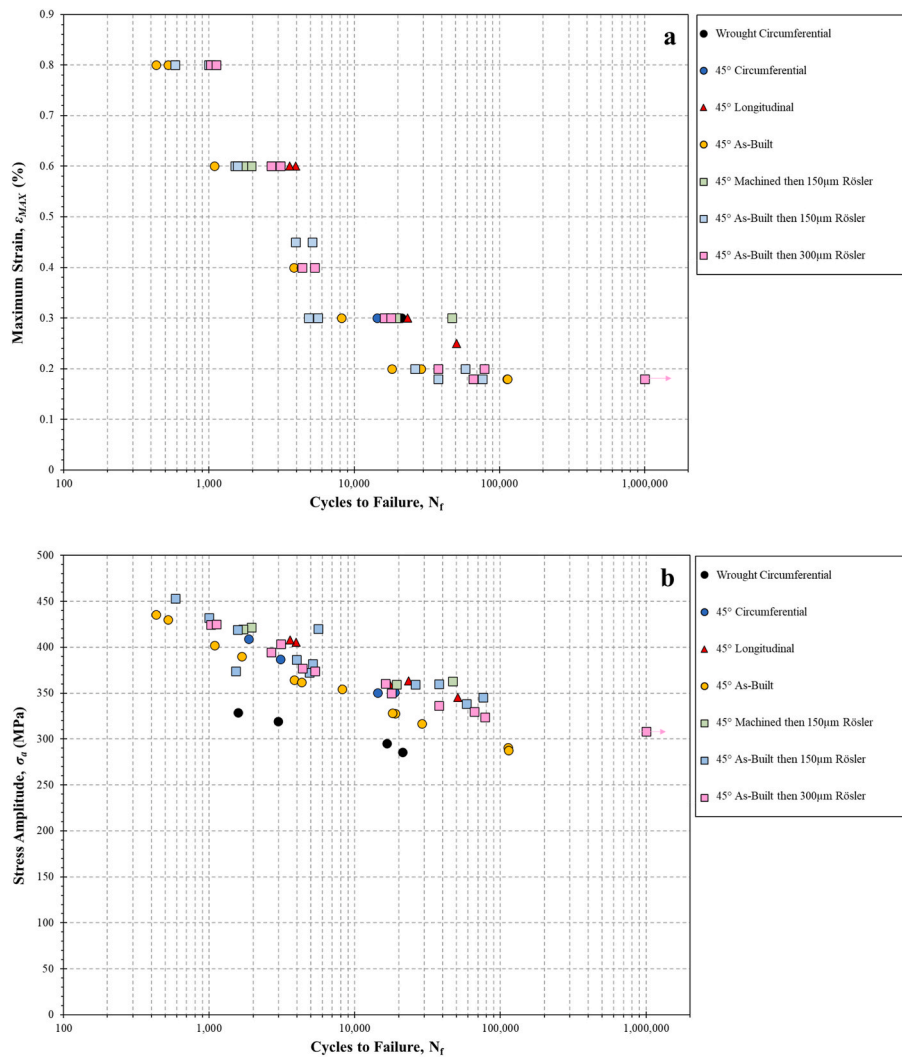 a
0.9
0.8
0.7
0.6
0.5
0.4
0.3
0.2
0.1
0
Maximum Strain, εMAX (%)
100
1,000
10,000
100,000
1,000,000
Cycles to Failure, Nf
Wrought Circumferential
45° Circumferential
45° Longitudinal
45° As-Built
45° Machined then 150μm Rösler
45° As-Built then 150μm Rösler
45° As-Built then 300μm Rösler
b
500
450
400
350
300
250
200
150
100
50
0
Stress Amplitude, σa (MPa)
100
1,000
10,000
100,000
1,000,000
Cycles to Failure, Nf
Wrought Circumferential
45° Circumferential
45° Longitudinal
45° As-Built
45° Machined then 150μm Rösler
45° As-Built then 150μm Rösler
45° As-Built then 300μm Rösler